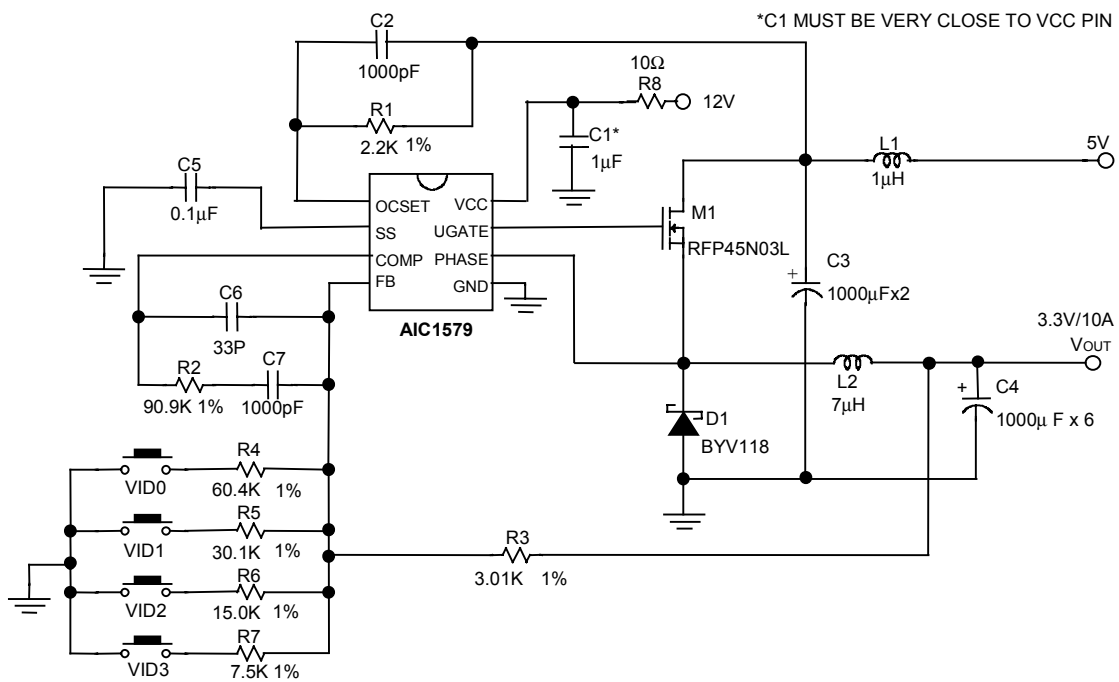 *C1 MUST BE VERY CLOSE TO VCC PIN
C2
1000pF
R1
2.2K 1%
10Ω
R8
12V
C1*
1μF
L1
1μH
5V
C5
0.1μF
OCSET
SS
COMP
FB
VCC
UGATE
PHASE
GND
AIC1579
M1
RFP45N03L
+
C3
1000μFx2
3.3V/10A
VOUT
C6
33P
R2
90.9K 1%
C7
1000pF
L2
7μH
+
C4
1000μ F x 6
D1
BYV118
VID0
R4
60.4K 1%
VID1
R5
30.1K 1%
R3
3.01K 1%
VID2
R6
15.0K 1%
VID3
R7
7.5K 1%